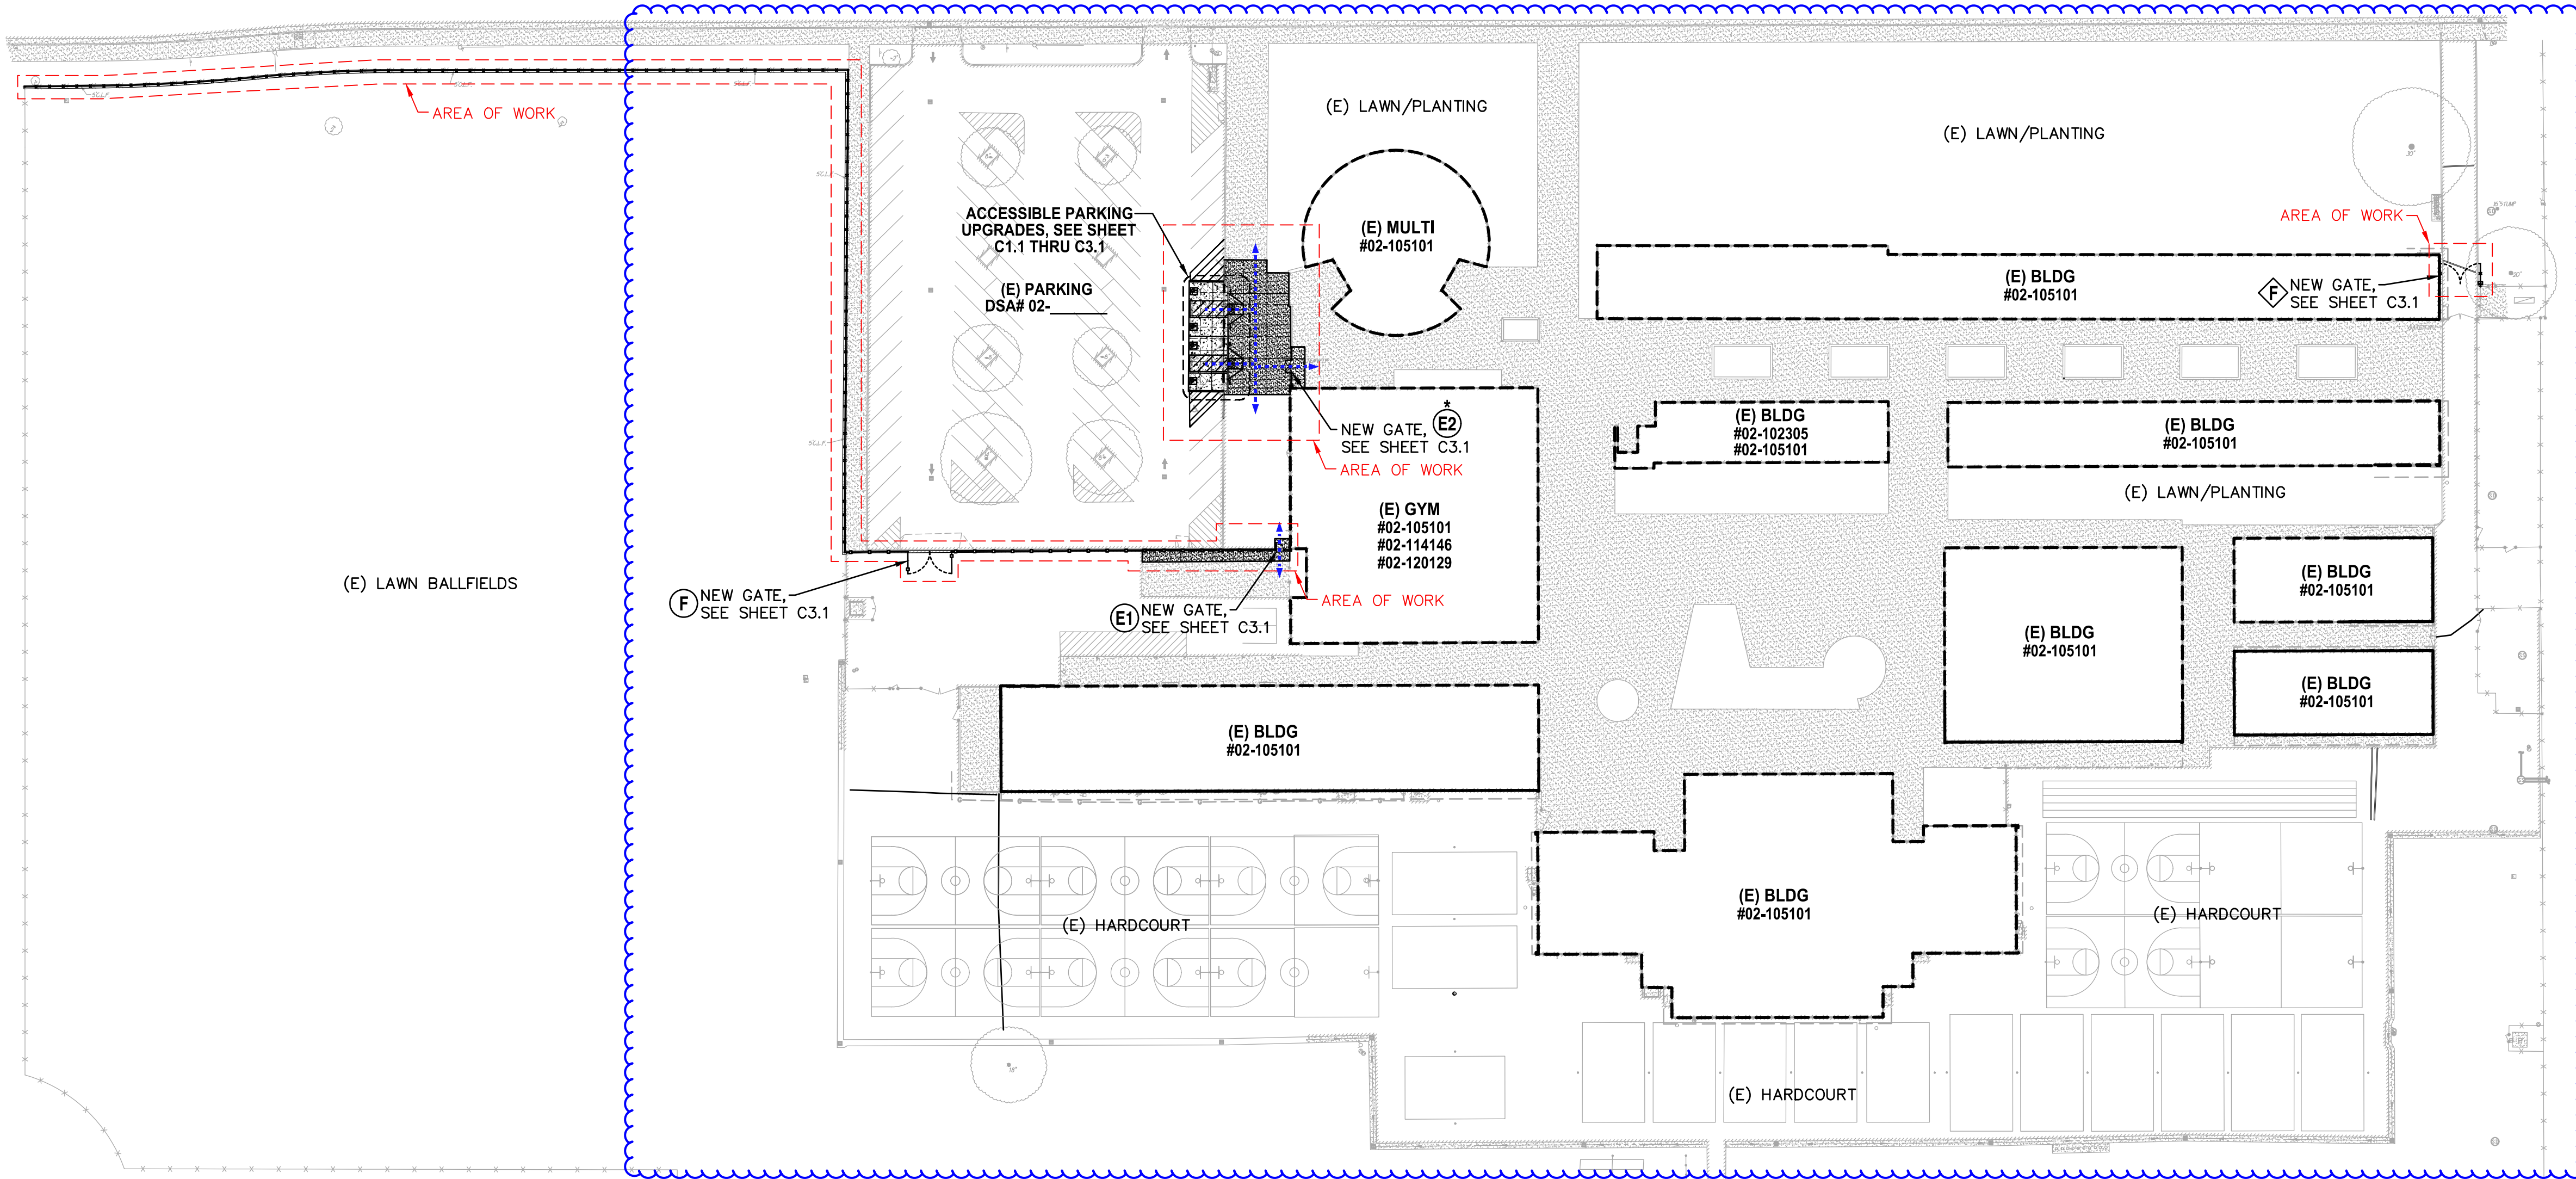 AREA OF WORK
(E) LAWN/PLANTING
(E) LAWN/PLANTING
30"
ACCESSIBLE PARKING
UPGRADES, SEE SHEET
C1.1 THRU C3.1
(E) PARKING
DSA# 02-______
(E) MULTI
#02-105101
AREA OF WORK
(E) BLDG
#02-105101
F
NEW GATE,
SEE SHEET C3.1
20"
*
NEW GATE, E2
SEE SHEET C3.1
AREA OF WORK
(E) BLDG
#02-102305
#02-105101
(E) BLDG
#02-105101
(E) LAWN/PLANTING
(E) GYM
#02-105101
#02-114146
#02-120129
(E) LAWN BALLFIELDS
F
NEW GATE,
SEE SHEET C3.1
E1
NEW GATE,
SEE SHEET C3.1
AREA OF WORK
(E) BLDG
#02-105101
(E) BLDG
#02-105101
(E) BLDG
#02-105101
(E) BLDG
#02-105101
(E) BLDG
#02-105101
(E) HARDCOURT
(E) HARDCOURT
18"
(E) HARDCOURT